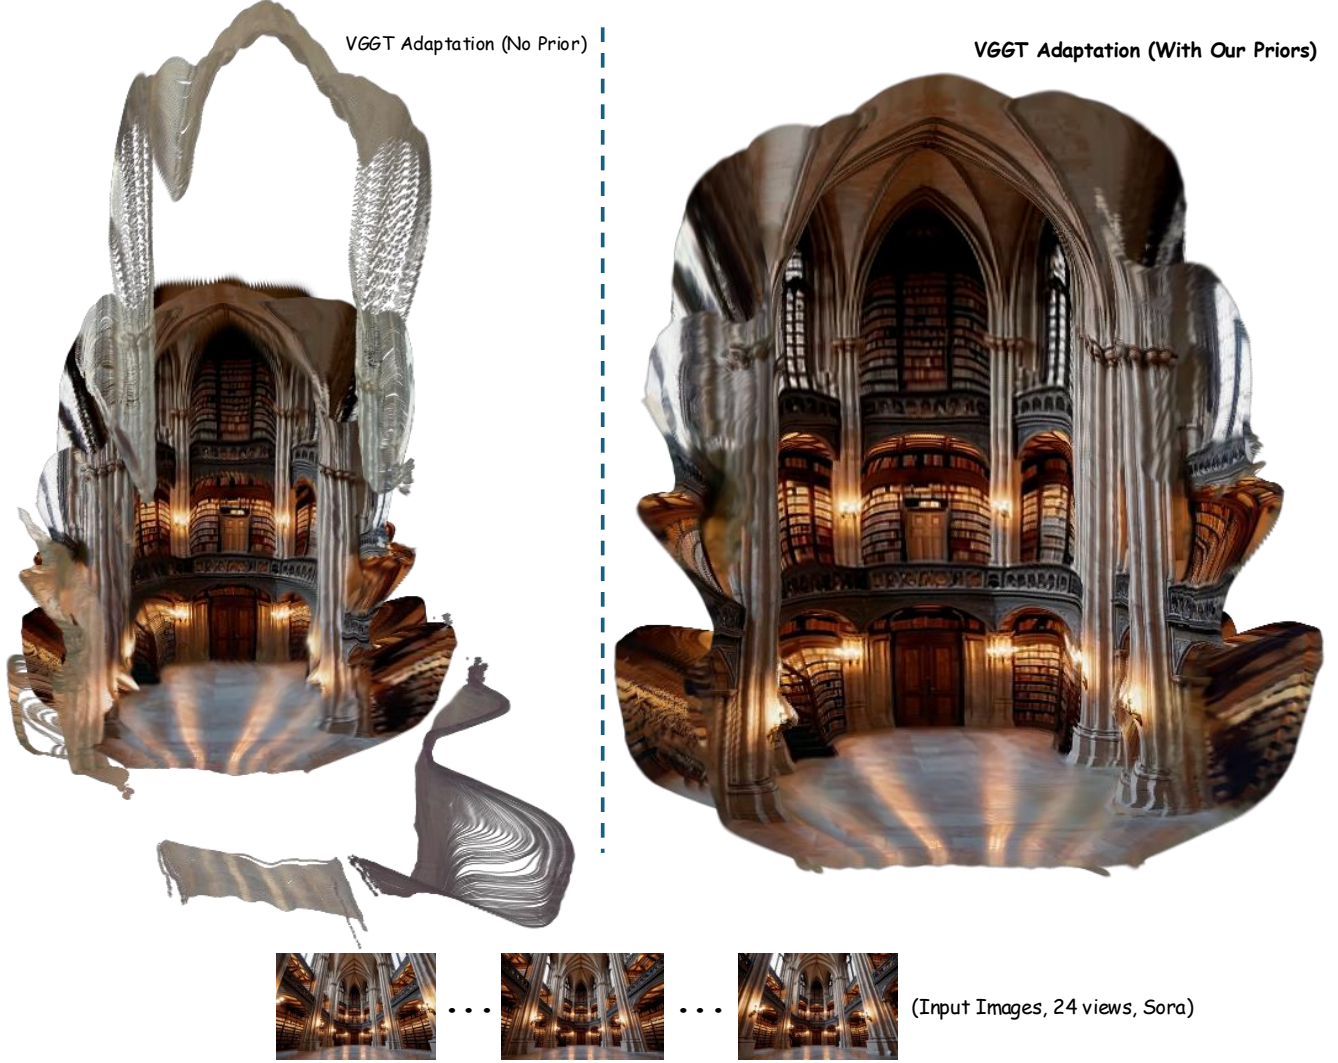 VGGT Adaptation (No Prior)
VGGT Adaptation (With Our Priors)
(Input Images, 24 views, Sora)